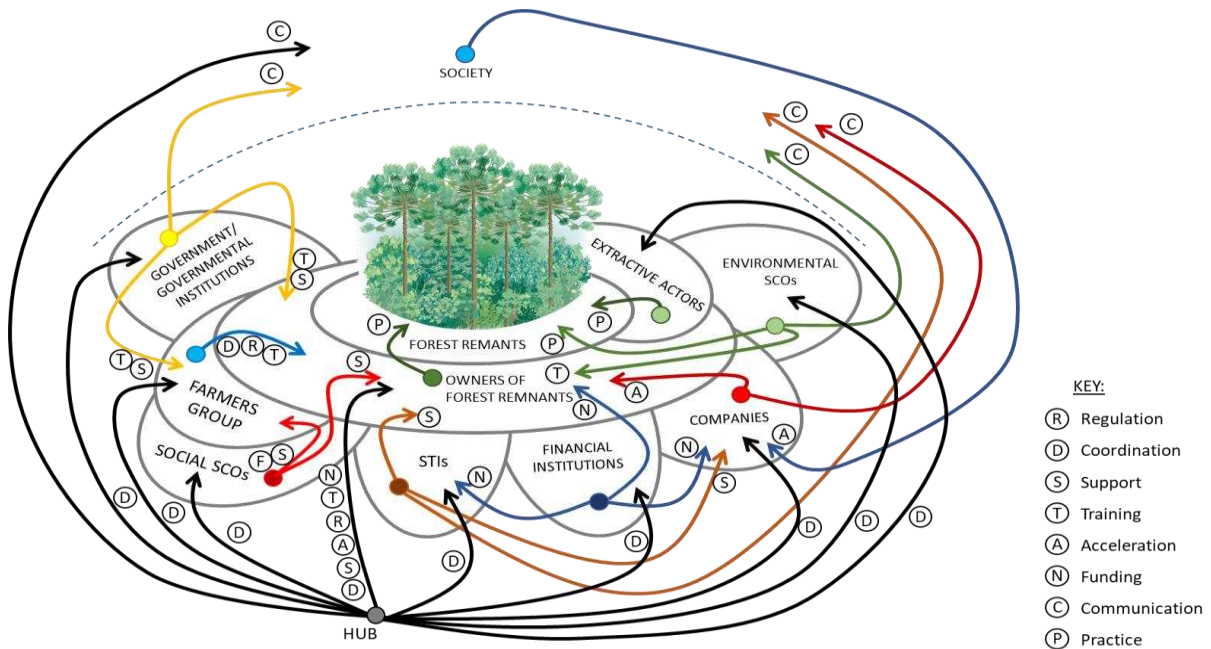 C
C
SOCIETY
C
C
C
GOVERNMENT/
GOVERNMENTAL
INSTITUTIONS
T
S
EXTRACTIVE ACTORS
ENVIRONMENTAL
SCOs
P
P
FOREST REMANTS
P
D R T
T S
S
T
OWNERS OF
FOREST REMNANTS
A
FARMERS
GROUP
S
N
COMPANIES
A
SOCIAL SCOs
F S
STIs
N
FINANCIAL
INSTITUTIONS
N
S
N
T
R
A
S
D
D
D
D
D
D
D
D
D
HUB
KEY:
R Regulation
D Coordination
S Support
T Training
A Acceleration
N Funding
C Communication
P Practice